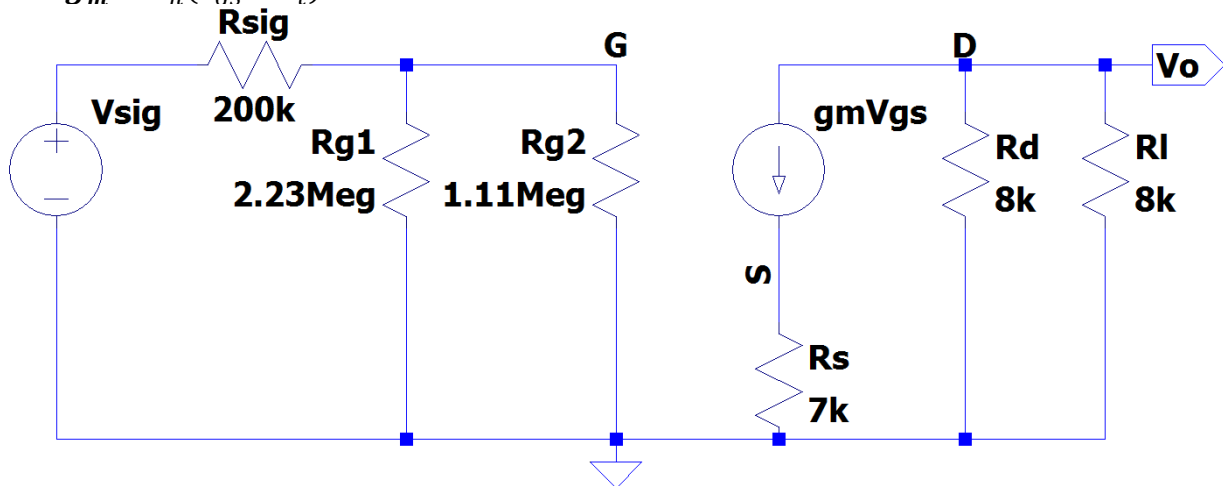 Rsig
G
D
Vo
Vsig
200k
gmVgs
Rg1
Rg2
Rd
Rl
2.23Meg
1.11Meg
8k
8k
S
Rs
7k